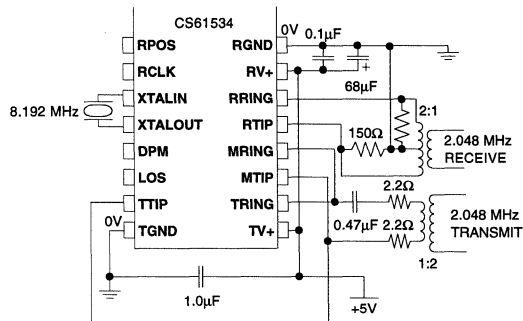 CS61534
0V
0.1μF
RPOS RGND
RCLK RV+
+
68μF
XTALIN RRING
8.192 MHz
2:1
XTALOUT RTIP
150Ω
2.048 MHz
RECEIVE
DPM MRING
LOS MTIP
2.2Ω
TTIP TRING
0.47μF
2.2Ω
2.048 MHz
TRANSMIT
0V
TGND TV+
1:2
1.0μF
+5V